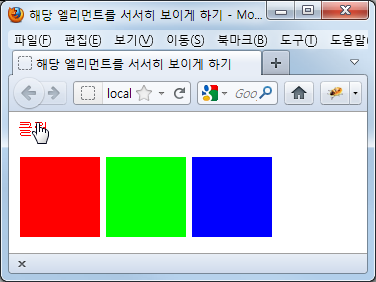 해당 엘리먼트를 서서히 보이게 하기 - Mo...
파일(F) 편집(E) 보기(V) 이동(S) 북마크(B) 도구(T) 도움말
해당 엘리먼트를 서서히 보이게 하기
local Goo